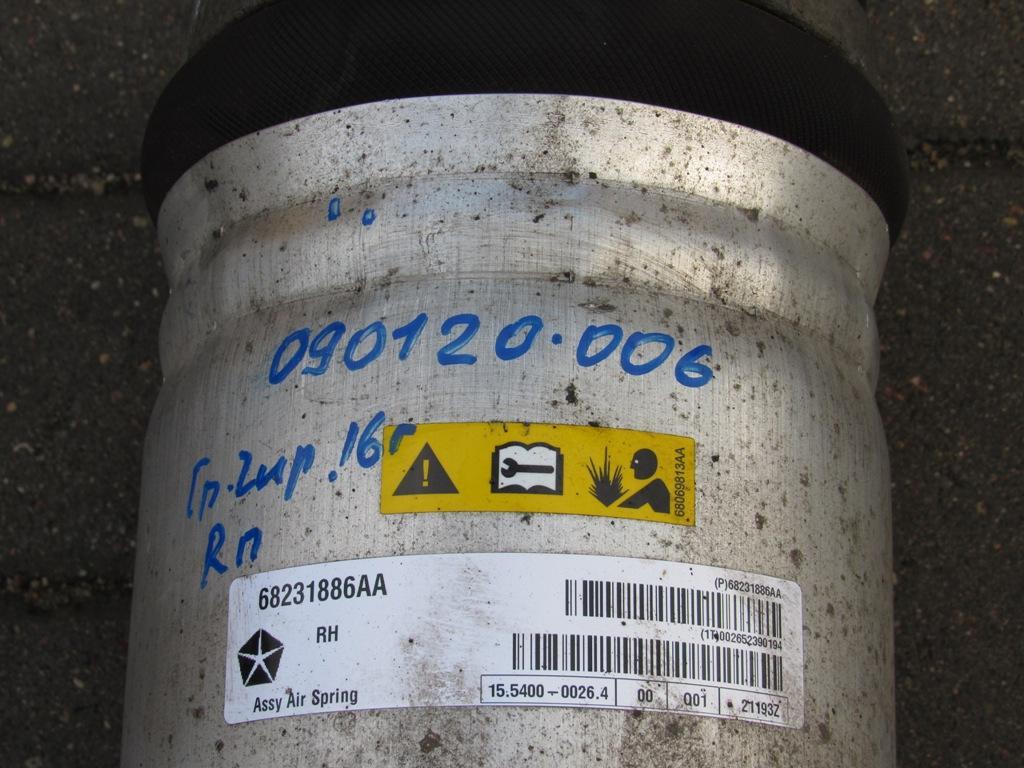 090120.006
Гр.Чир.16г
Rп
68069813AA
68231886AA
(P)68231886AA
RH
(1T)002652390194
Assy Air Spring
15.5400-0026.4 00 Q01 21193Z